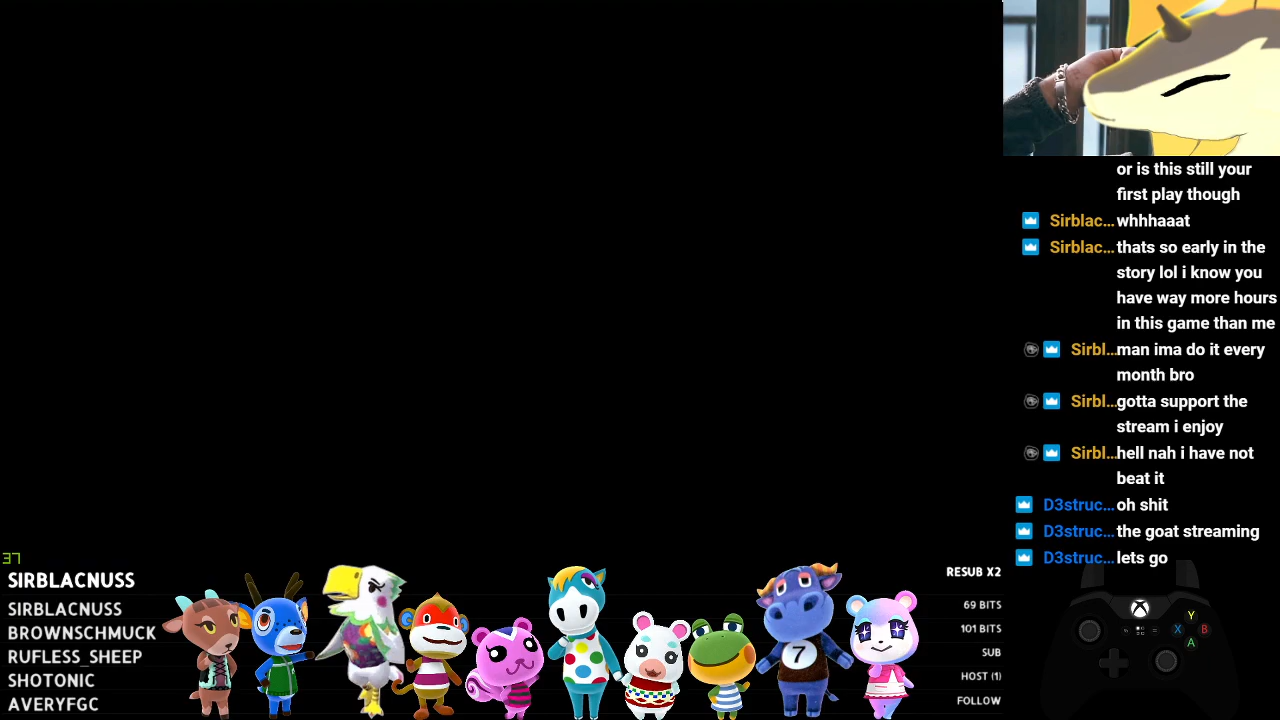 or is this still your
first play though
Sirblac... whhhaaat
Sirblac... thats so early in the
story lol i know you
have way more hours
in this game than me
Sirbl... man ima do it every
month bro
Sirbl... gotta support the
stream i enjoy
Sirbl... hell nah i have not
beat it
D3struc... oh shit
D3struc... the goat streaming
D3struc... lets go
37
SIRBLACNUSS RESUB X2
SIRBLACNUSS 69 BITS
BROWNSCHMUCK 101 BITS
RUFLESS_SHEEP SUB
SHOTONIC HOST (1)
AVERYFGC FOLLOW
7
Y
X B
A